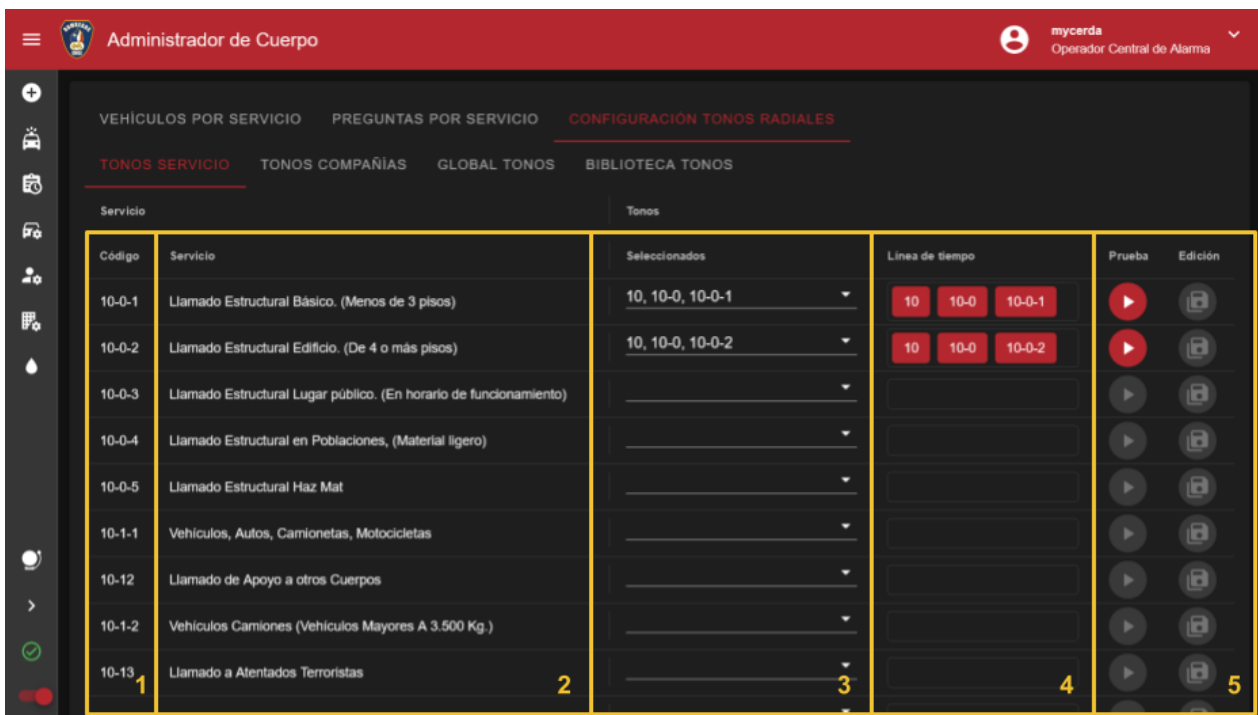 Administrador de Cuerpo
mycerda
Operador Central de Alarma
VEHÍCULOS POR SERVICIO PREGUNTAS POR SERVICIO CONFIGURACIÓN TONOS RADIALES
TONOS SERVICIO TONOS COMPAÑÍAS GLOBAL TONOS BIBLIOTECA TONOS
Servicio Tonos
Código Servicio Seleccionados Línea de tiempo Prueba Edición
10-0-1 Llamado Estructural Básico. (Menos de 3 pisos) 10, 10-0, 10-0-1 10 10-0 10-0-1
10-0-2 Llamado Estructural Edificio. (De 4 o más pisos) 10, 10-0, 10-0-2 10 10-0 10-0-2
10-0-3 Llamado Estructural Lugar público. (En horario de funcionamiento)
10-0-4 Llamado Estructural en Poblaciones, (Material ligero)
10-0-5 Llamado Estructural Haz Mat
10-1-1 Vehículos, Autos, Camionetas, Motocicletas
10-12 Llamado de Apoyo a otros Cuerpos
10-1-2 Vehículos Camiones (Vehículos Mayores A 3.500 Kg.)
10-13 Llamado a Atentados Terroristas
1 2 3 4 5